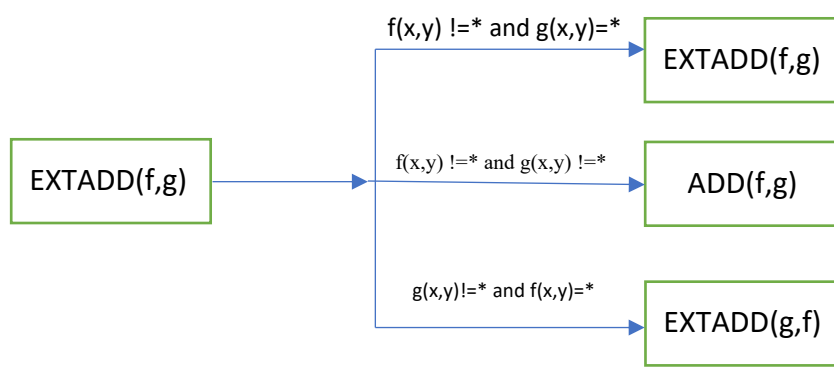 f(x,y) !=* and g(x,y)=*
EXTADD(f,g)
EXTADD(f,g)
f(x,y) !=* and g(x,y) !=*
ADD(f,g)
g(x,y)!=* and f(x,y)=*
EXTADD(g,f)